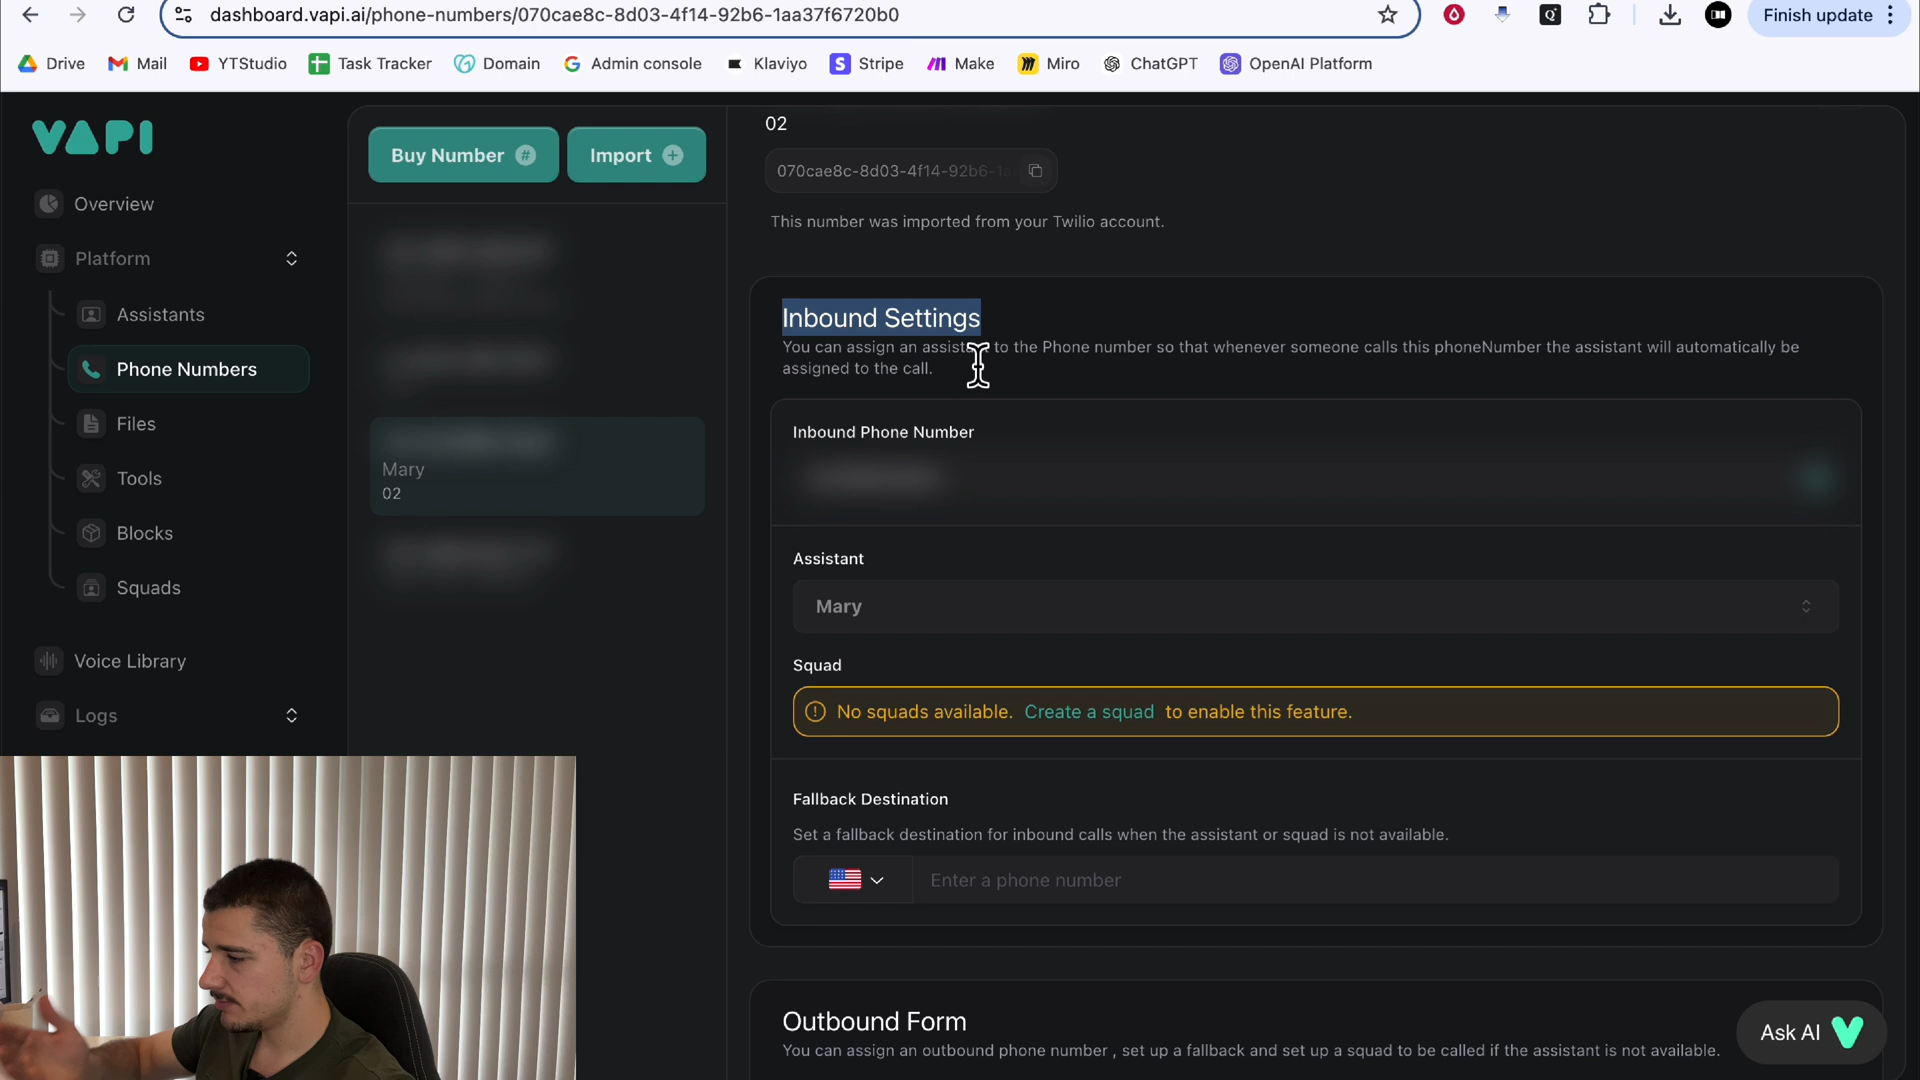 dashboard.vapi.ai/phone-numbers/070cae8c-8d03-4f14-92b6-1aa37f6720b0
Finish update
Drive
Mail
YTStudio
Task Tracker
Domain
Admin console
Klaviyo
Stripe
Make
Miro
ChatGPT
OpenAI Platform
VAPI
Overview
Platform
Assistants
Phone Numbers
Files
Tools
Blocks
Squads
Voice Library
Logs
Buy Number #
Import +
Mary
02
02
070cae8c-8d03-4f14-92b6-1a
This number was imported from your Twilio account.
Inbound Settings
You can assign an to the Phone number so that whenever someone calls this phoneNumber the assistant will automatically be
assigned to the call.
Inbound Phone Number
Assistant
Mary
Squad
No squads available. Create a squad to enable this feature.
Fallback Destination
Set a fallback destination for inbound calls when the assistant or squad is not available.
Enter a phone number
Outbound Form
You can assign an outbound phone number , set up a fallback and set up a squad to be called if the assistant is not available.
Ask AI